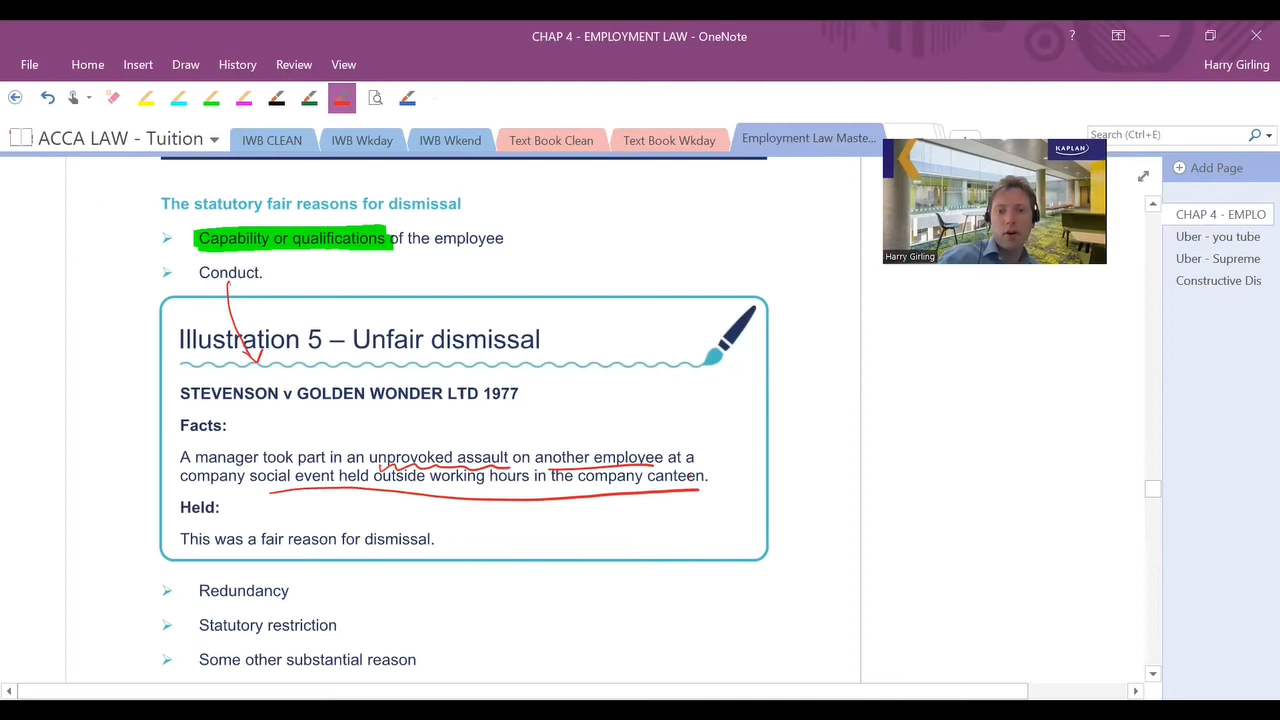 CHAP 4 - EMPLOYMENT LAW - OneNote
?
File Home Insert Draw History Review View
Harry Girling
ACCA LAW - Tuition
IWB CLEAN
IWB Wkday
IWB Wkend
Text Book Clean
Text Book Wkday
Employment Law Maste...
Search (Ctrl+E)
KAPLAN
Harry Girling
Add Page
CHAP 4 - EMPLO
Uber - you tube
Uber - Supreme
Constructive Dis
The statutory fair reasons for dismissal
Capability or qualifications of the employee
Conduct.
Illustration 5 – Unfair dismissal
STEVENSON v GOLDEN WONDER LTD 1977
Facts:
A manager took part in an unprovoked assault on another employee at a
company social event held outside working hours in the company canteen.
Held:
This was a fair reason for dismissal.
Redundancy
Statutory restriction
Some other substantial reason